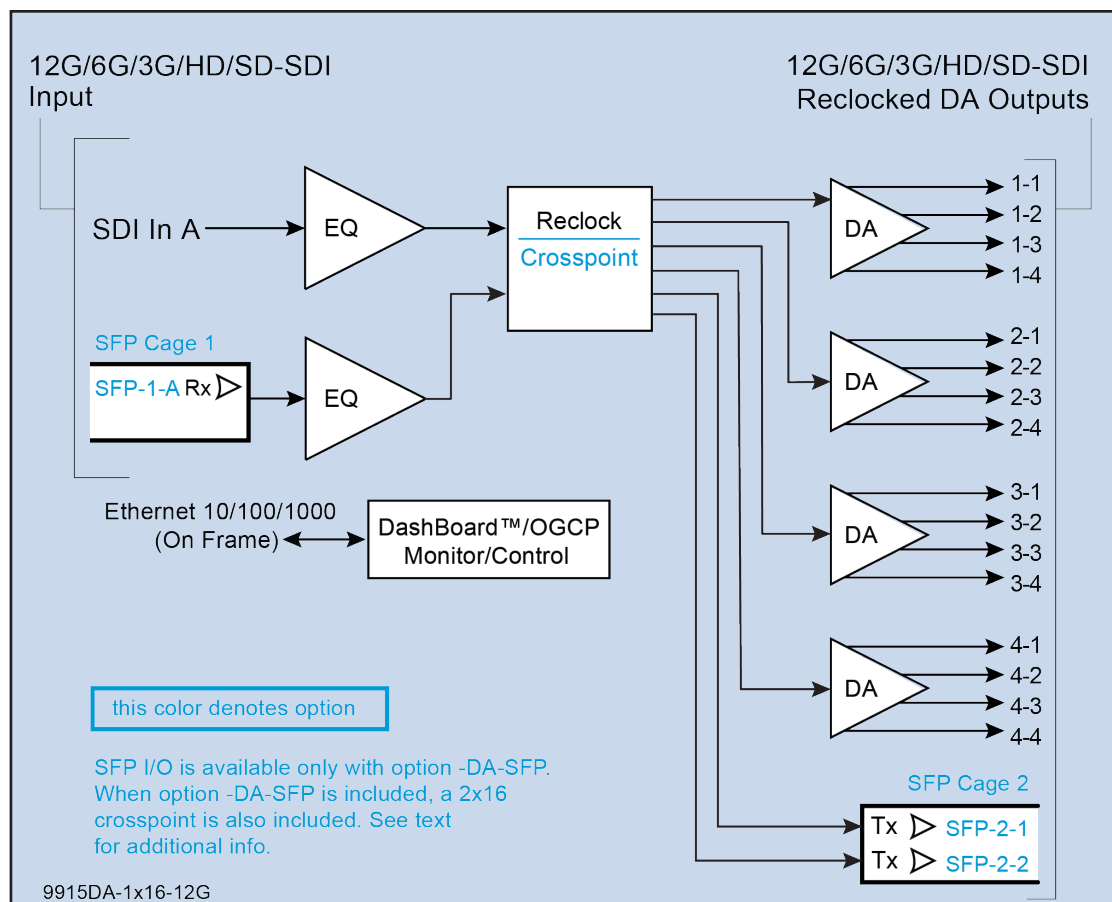 12G/6G/3G/HD/SD-SDI
Input
12G/6G/3G/HD/SD-SDI
Reclocked DA Outputs
SDI In A
EQ
Reclock
Crosspoint
DA
1-1
1-2
1-3
1-4
SFP Cage 1
SFP-1-A Rx
EQ
DA
2-1
2-2
2-3
2-4
Ethernet 10/100/1000
(On Frame)
DashBoard™/OGCP
Monitor/Control
DA
3-1
3-2
3-3
3-4
DA
4-1
4-2
4-3
4-4
this color denotes option
SFP I/O is available only with option -DA-SFP.
When option -DA-SFP is included, a 2x16
crosspoint is also included. See text
for additional info.
SFP Cage 2
Tx SFP-2-1
Tx SFP-2-2
9915DA-1x16-12G